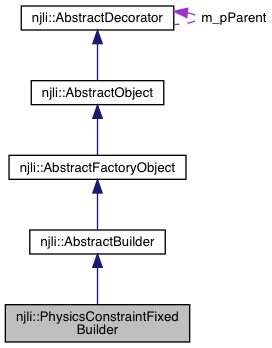 njli::AbstractDecorator
m_pParent
njli::AbstractObject
njli::AbstractFactoryObject
njli::AbstractBuilder
njli::PhysicsConstraintFixed
Builder